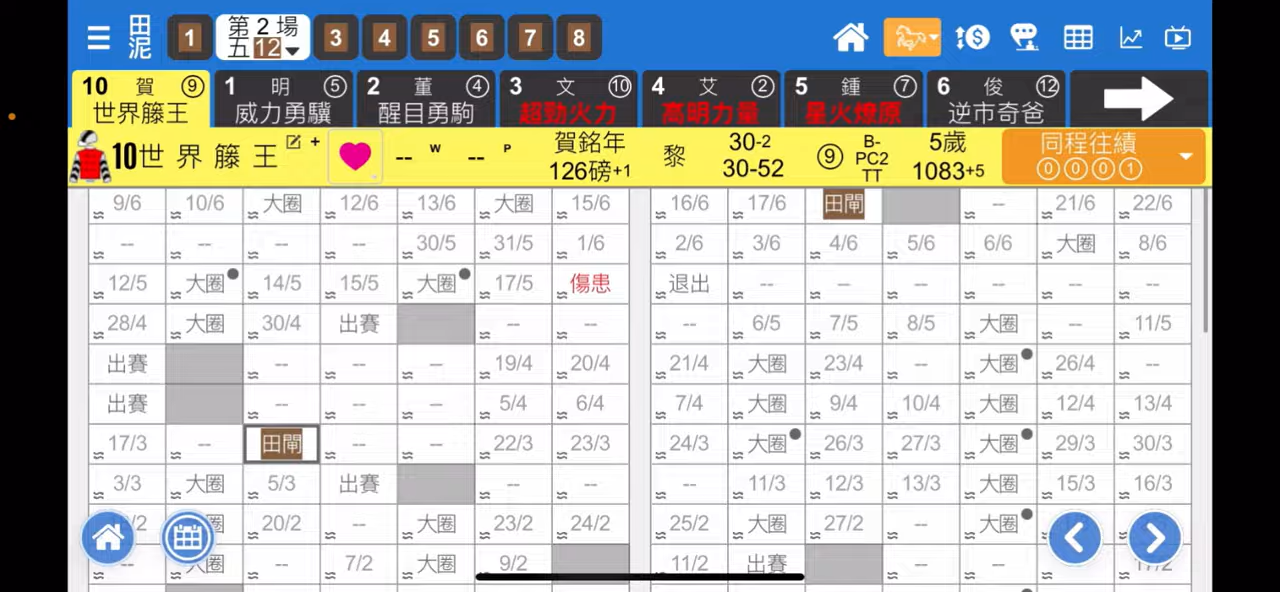 田泥 1 第2場 五12 3 4 5 6 7 8
10 賀 ⑨ 世界籐王
1 明 ⑤ 威力勇驥
2 董 ④ 醒目勇駒
3 文 ⑩ 超勁火力
4 艾 ② 高明力量
5 鍾 ⑦ 星火燎原
6 俊 ⑫ 逆市奇爸
10世界籐王 + -- W -- P 賀銘年 126磅+1 黎 30-2 30-52 ⑨ B- PC2 TT 5歲 1083+5 同程往績 ⓪⓪⓪①
9/6 10/6 大圈 12/6 13/6 大圈 15/6 16/6 17/6 田閘 -- 21/6 22/6
-- -- -- -- 30/5 31/5 1/6 2/6 3/6 4/6 5/6 6/6 大圈 8/6
12/5 大圈 14/5 15/5 大圈 17/5 傷患 退出 -- -- -- -- -- --
28/4 大圈 30/4 出賽 -- -- -- 6/5 7/5 8/5 大圈 -- 11/5
出賽 -- -- -- 19/4 20/4 21/4 大圈 23/4 -- 大圈 26/4 --
出賽 -- -- -- 5/4 6/4 7/4 大圈 9/4 10/4 大圈 12/4 13/4
17/3 -- 田閘 -- -- 22/3 23/3 24/3 大圈 26/3 27/3 大圈 29/3 30/3
3/3 大圈 5/3 出賽 -- -- -- 11/3 12/3 13/3 大圈 15/3 16/3
20/2 -- 大圈 23/2 24/2 25/2 大圈 27/2 大圈
-- 大圈 -- 7/2 大圈 9/2 11/2 出賽 -- 17/2